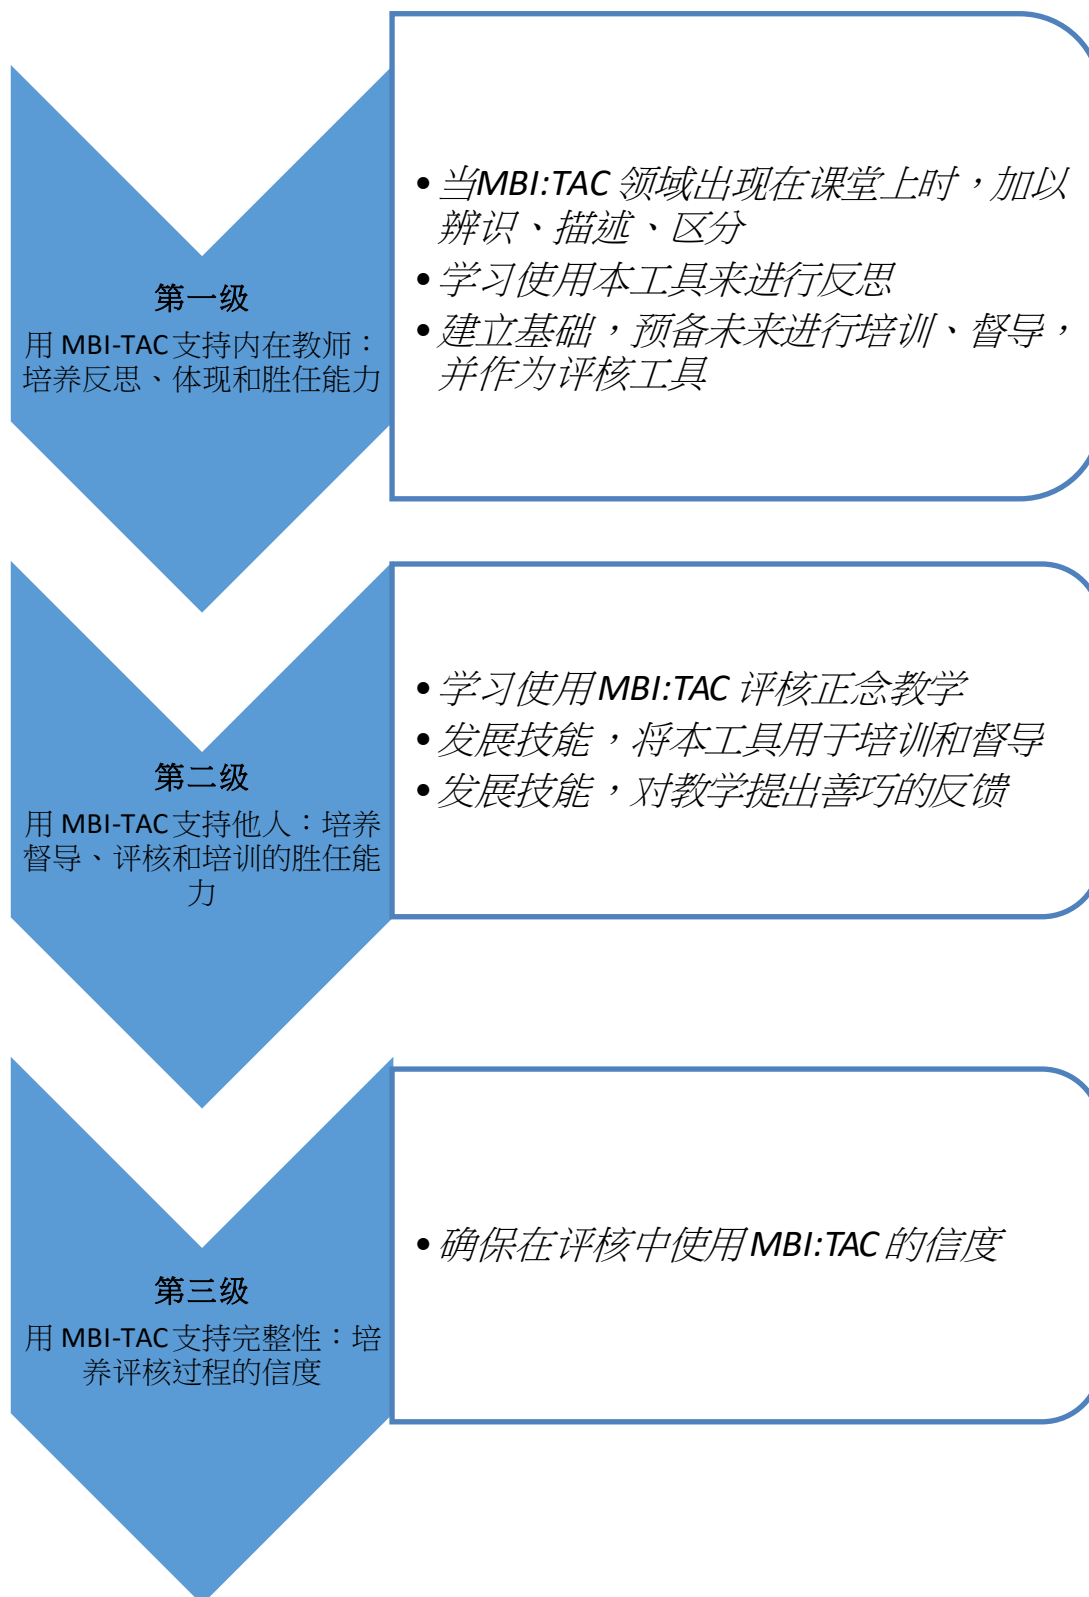 第一级
用 MBI-TAC 支持内在教师：
培养反思、体现和胜任能力
• 当MBI:TAC 领域出现在课堂上时，加以
辨识、描述、区分
• 学习使用本工具来进行反思
• 建立基础，预备未来进行培训、督导，
并作为评核工具
第二级
用 MBI-TAC 支持他人：培养
督导、评核和培训的胜任能
力
• 学习使用 MBI:TAC 评核正念教学
• 发展技能，将本工具用于培训和督导
• 发展技能，对教学提出善巧的反馈
第三级
用 MBI-TAC 支持完整性：培
养评核过程的信度
• 确保在评核中使用 MBI:TAC 的信度